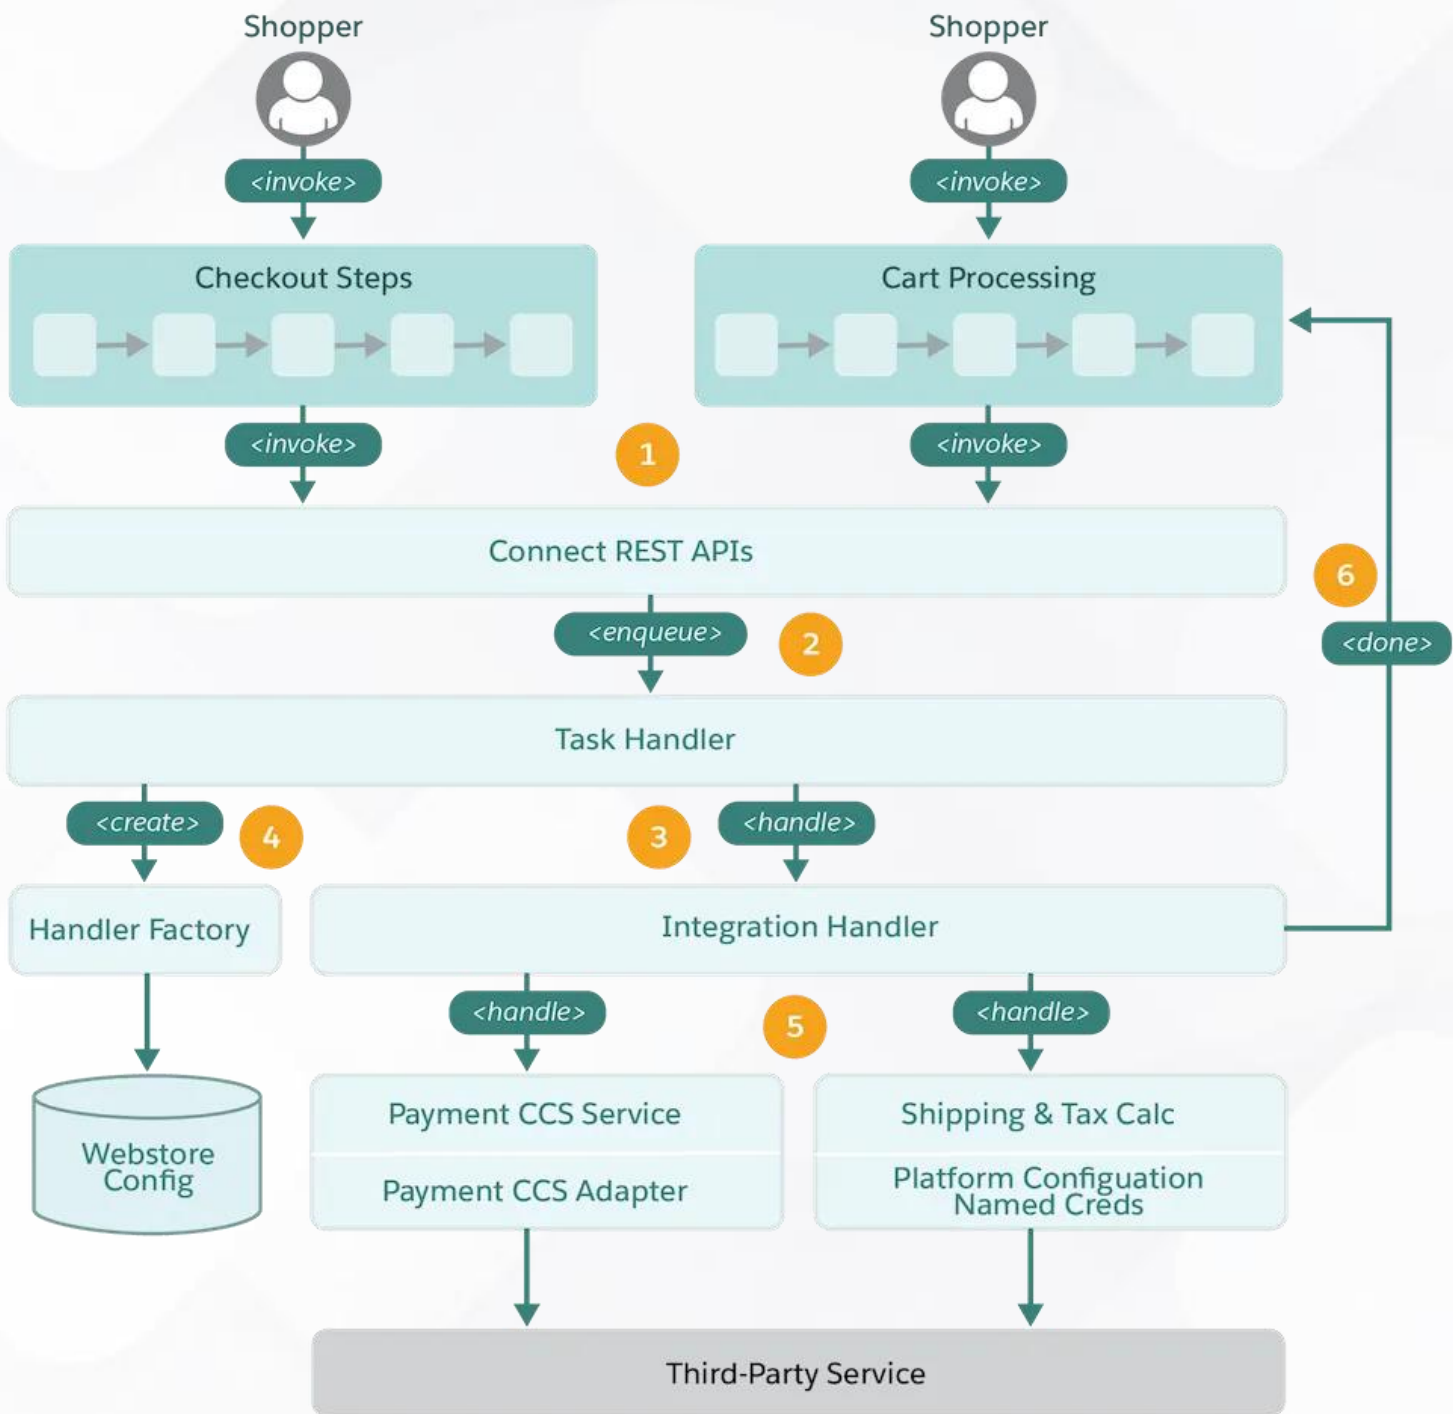 Shopper
Shopper
<invoke>
<invoke>
Checkout Steps
Cart Processing
<invoke>
1
<invoke>
Connect REST APIs
6
<enqueue>
2
<done>
Task Handler
<create>
4
3
<handle>
Handler Factory
Integration Handler
<handle>
5
<handle>
Webstore
Config
Payment CCS Service
Payment CCS Adapter
Shipping & Tax Calc
Platform Configuation
Named Creds
Third-Party Service